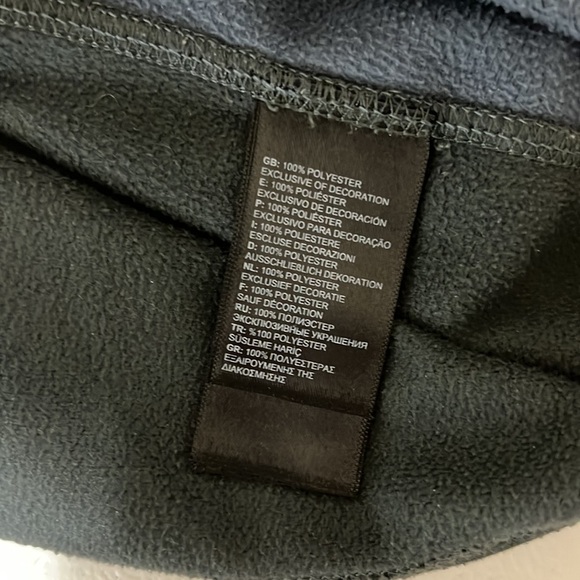 GB: 100% POLYESTER
EXCLUSIVE OF DECORATION
E: 100% POLIÉSTER
EXCLUSIVO DE DECORACIÓN
P: 100% POLIÉSTER
EXCLUSIVO PARA DECORAÇÃO
I: 100% POLIESTERE
ESCLUSE DECORAZIONI
D: 100% POLYESTER
AUSSCHLIEBLICH DEKORATION
NL: 100% POLYESTER
EXCLUSIEF DECORATIE
F: 100% POLYESTER
SAUF DÉCORATION
RU: 100% ПОЛИЭСТЕР
ЭКСКЛЮЗИВНЫЕ УКРАШЕНИЯ
TR: %100 POLYESTER
SÜSLEME HARİÇ
GR: 100% ΠΟΛΥΕΣΤΕΡΑΣ
ΕΞΑΙΡΟΥΜΕΝΗΣ ΤΗΣ
ΔΙΑΚΟΣΜΗΣΗΣ